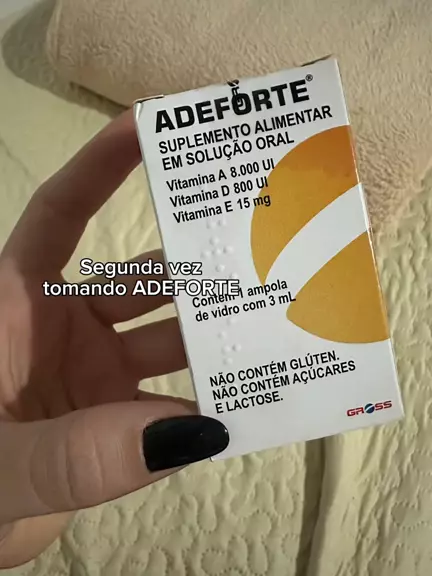 ADEFORTE®
SUPLEMENTO ALIMENTAR
EM SOLUÇÃO ORAL
Vitamina A 8.000 UI
Vitamina D 800 UI
Vitamina E 15 mg
Segunda vez
tomando ADEFORTE
Contém 1 ampola
de vidro com 3 mL
NÃO CONTÉM GLÚTEN.
NÃO CONTÉM AÇÚCARES
E LACTOSE.
GROSS